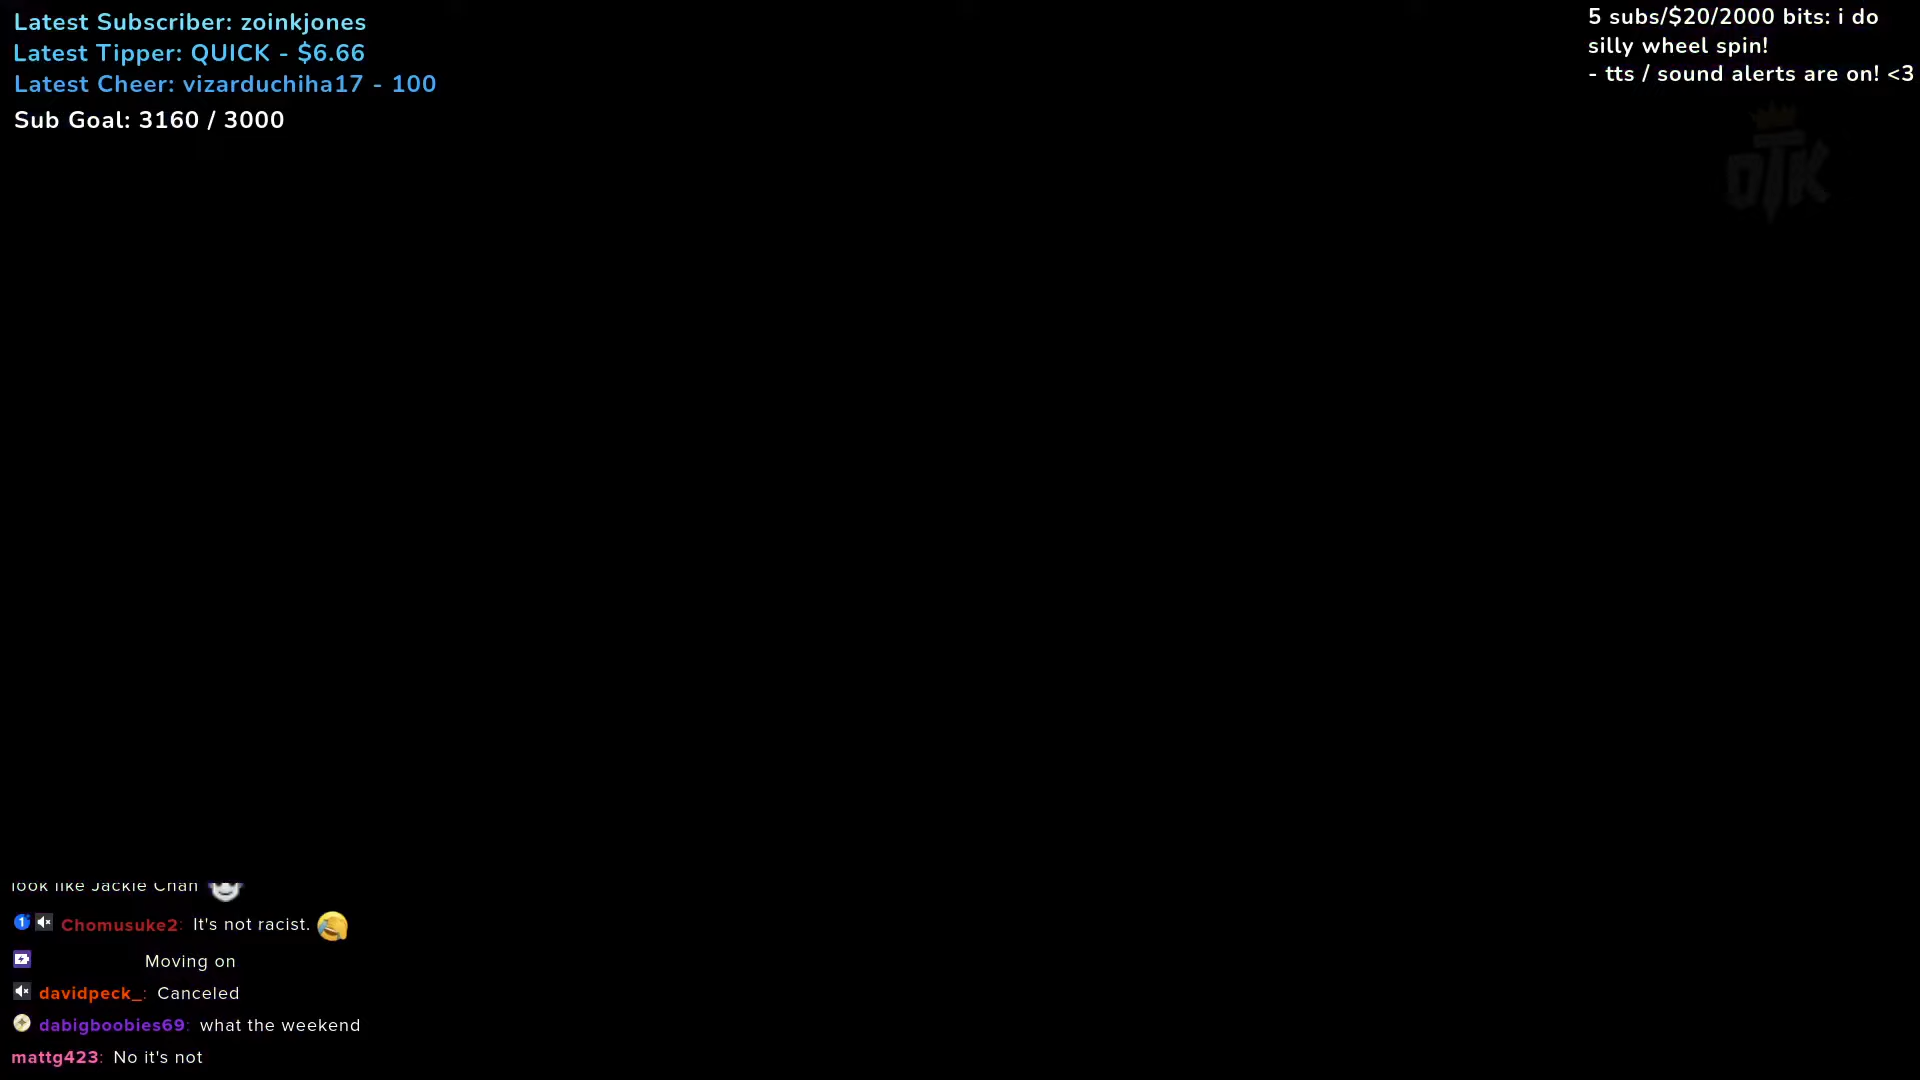 Latest Subscriber: zoinkjones
Latest Tipper: QUICK - $6.66
Latest Cheer: vizarduchiha17 - 100
Sub Goal: 3160 / 3000
5 subs/$20/2000 bits: i do
silly wheel spin!
- tts / sound alerts are on! <3
OTK
look like Jackie Chan
Chomusuke2: It's not racist.
Moving on
davidpeck_: Canceled
dabigboobies69: what the weekend
mattg423: No it's not